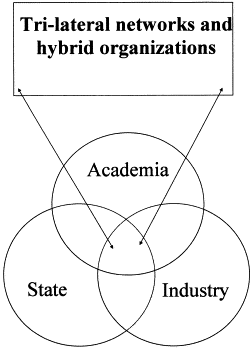 Tri-lateral networks and
hybrid organizations
Academia
State
Industry